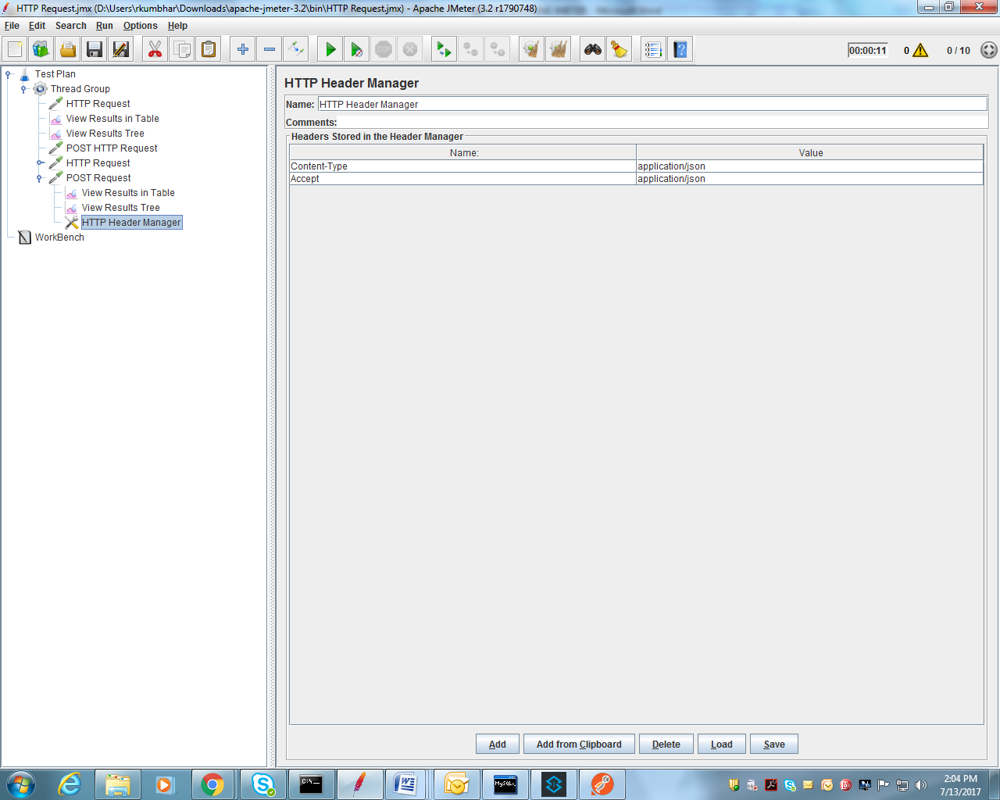 HTTP Request.jmx (D:\Users\rkumbhar\Downloads\apache-jmeter-3.2\bin\HTTP Request.jmx) - Apache JMeter (3.2 r1790748)
File Edit Search Run Options Help
STOP
00:00:11 0 0 / 10
Test Plan
Thread Group
HTTP Request
View Results in Table
View Results Tree
POST HTTP Request
HTTP Request
POST Request
View Results in Table
View Results Tree
HTTP Header Manager
WorkBench
HTTP Header Manager
Name: HTTP Header Manager
Comments:
Headers Stored in the Header Manager
Name: Value
Content-Type application/json
Accept application/json
Add Add from Clipboard Delete Load Save
2:04 PM
7/13/2017